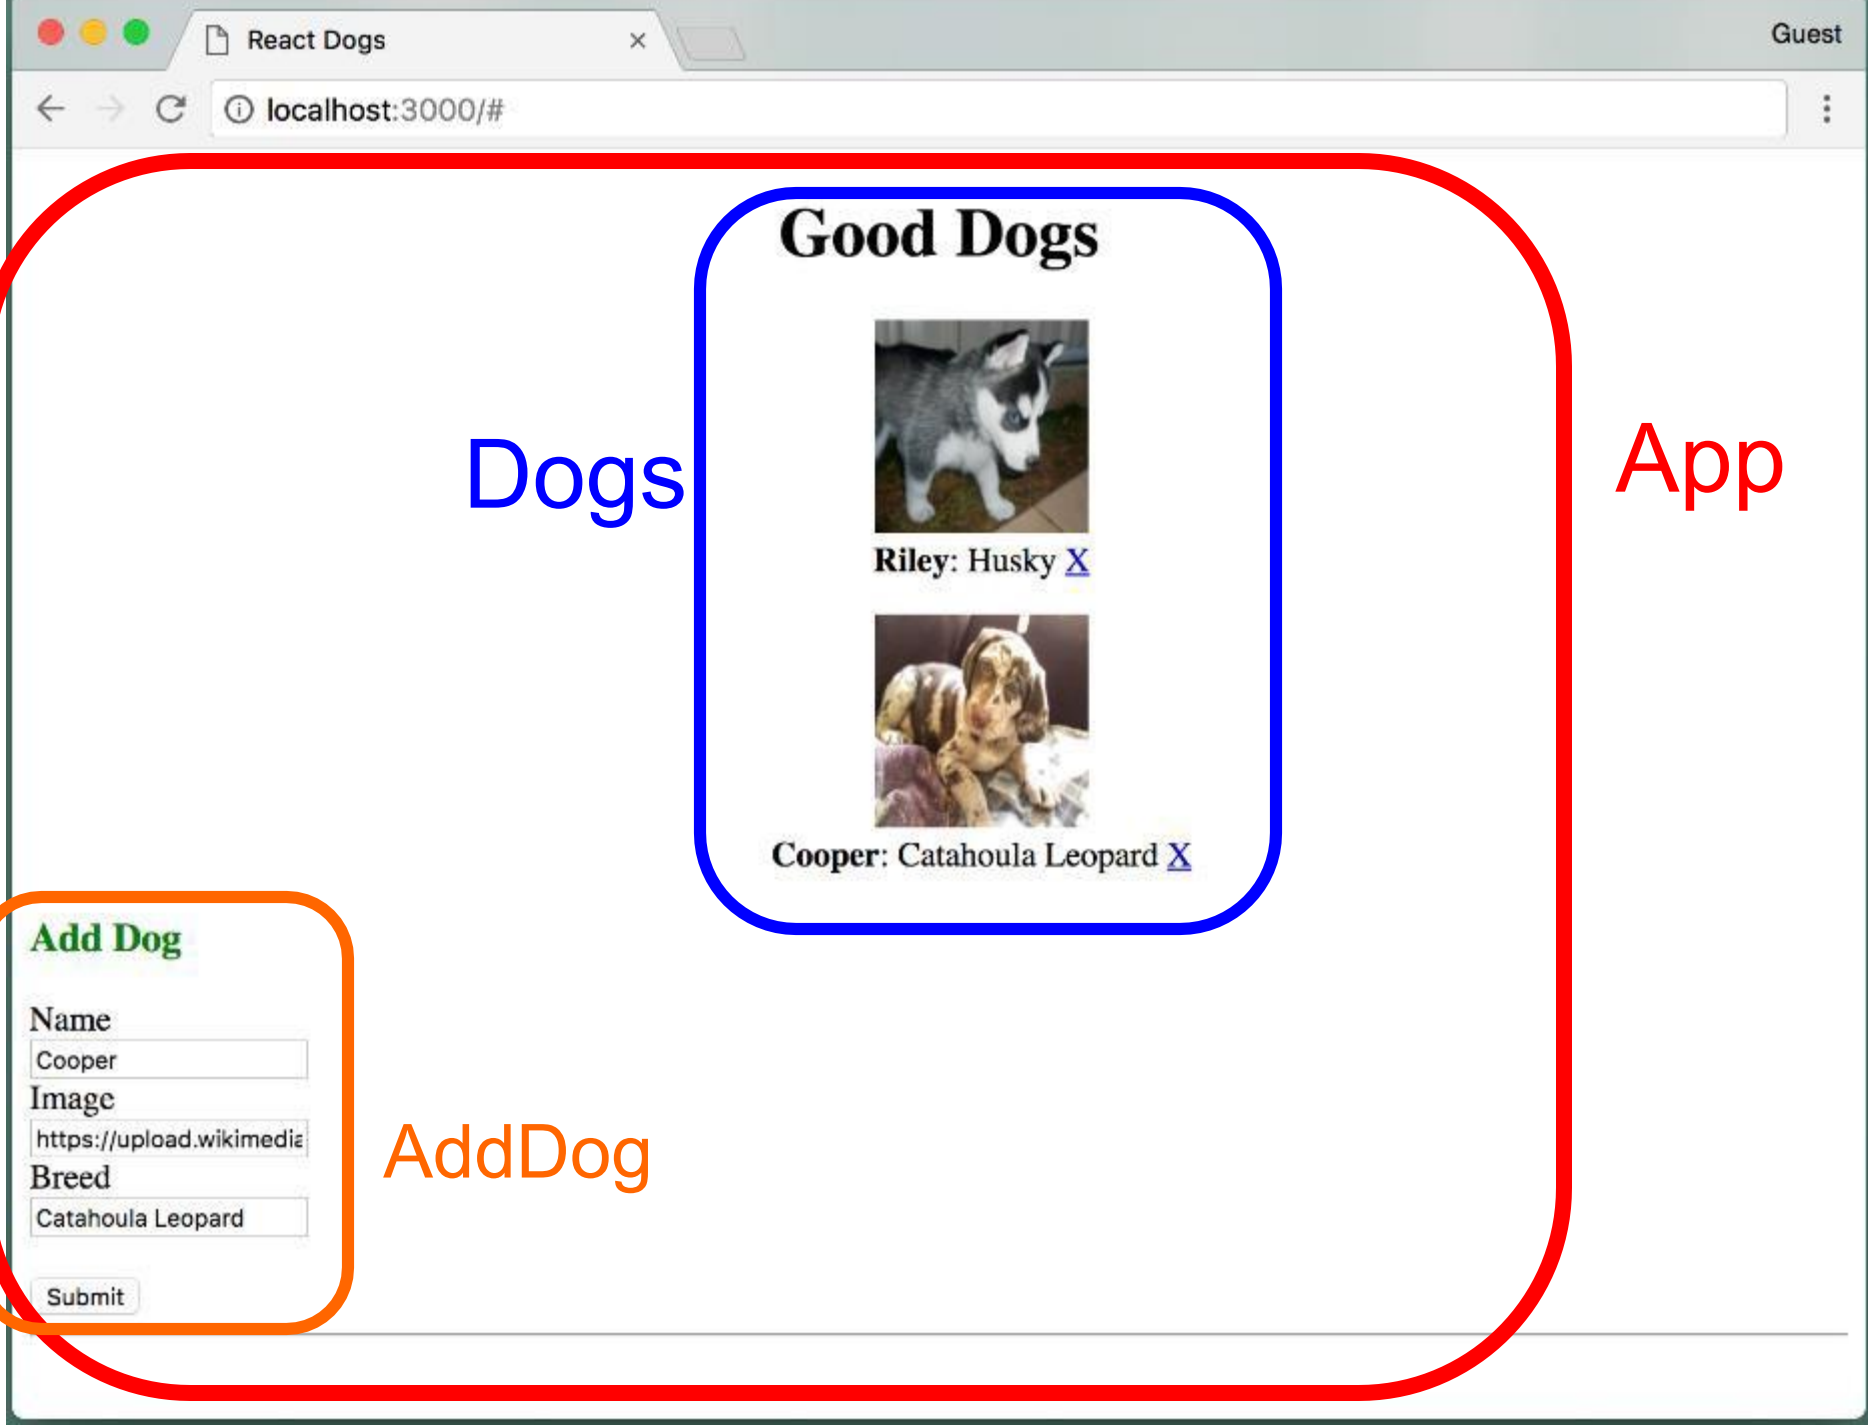 React Dogs
Guest
localhost:3000/#
Good Dogs
Dogs
App
Riley: Husky X
Cooper: Catahoula Leopard X
Add Dog
Name
Cooper
Image
https://upload.wikimedia
Breed
Catahoula Leopard
AddDog
Submit